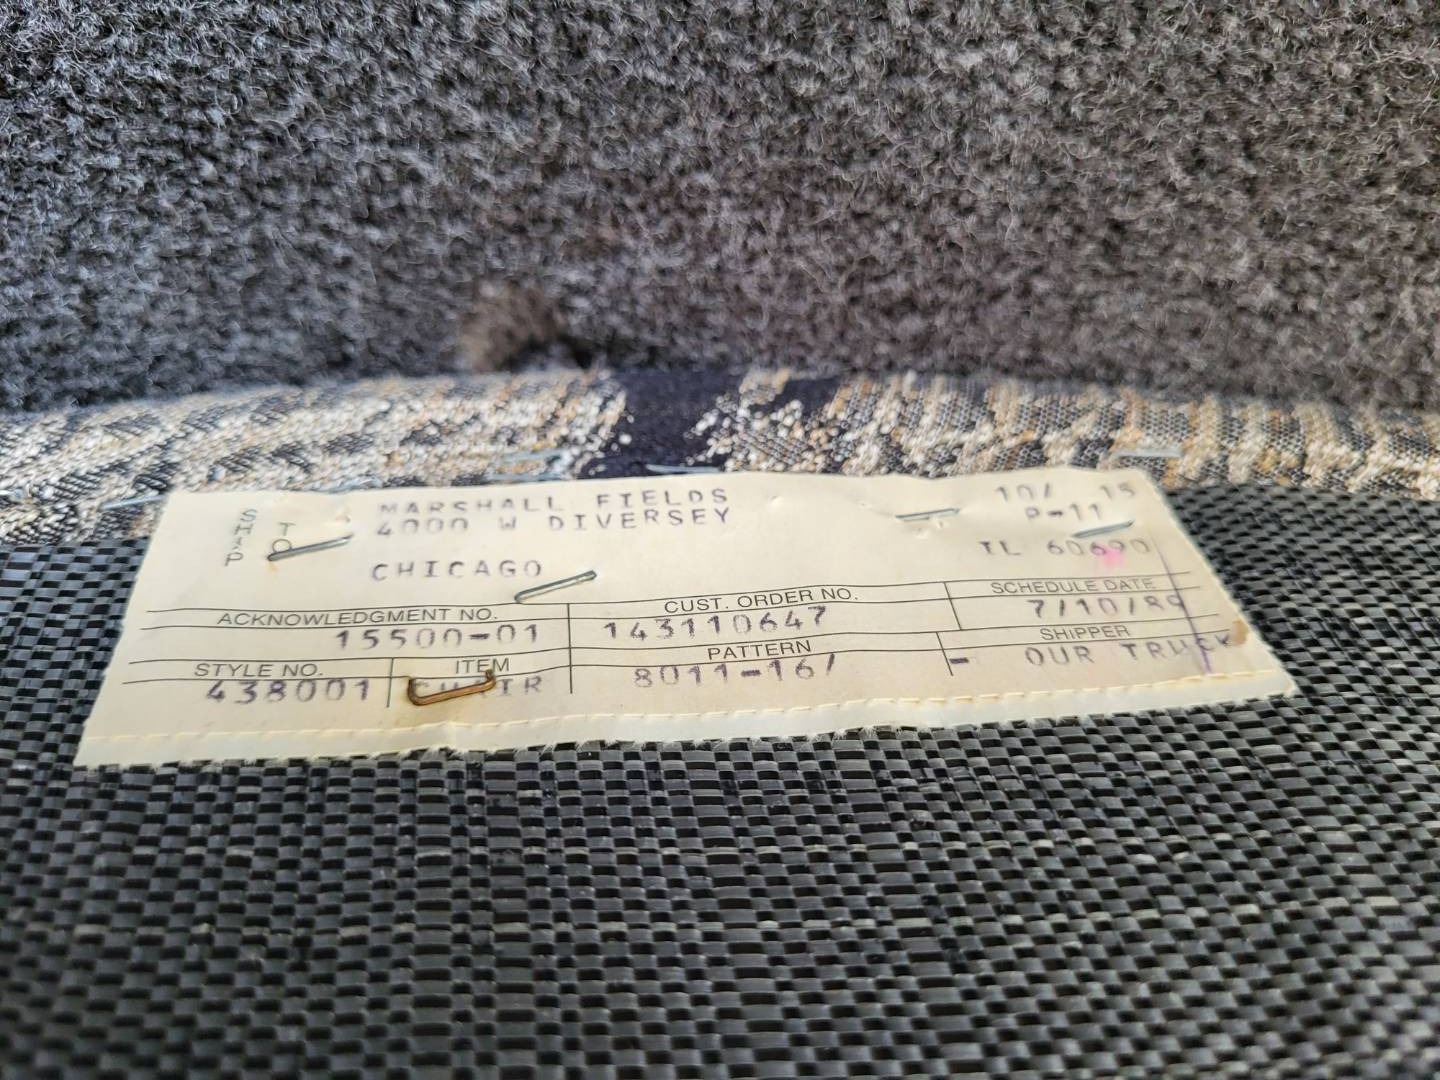 SHIP TO
MARSHALL FIELDS 10/ 15
4000 W DIVERSEY P-11
CHICAGO IL 60690
ACKNOWLEDGMENT NO. CUST. ORDER NO. SCHEDULE DATE
15500-01 143110647 7/10/89
STYLE NO. ITEM PATTERN SHIPPER
438001 CHAIR 8011-16/ - OUR TRUCK